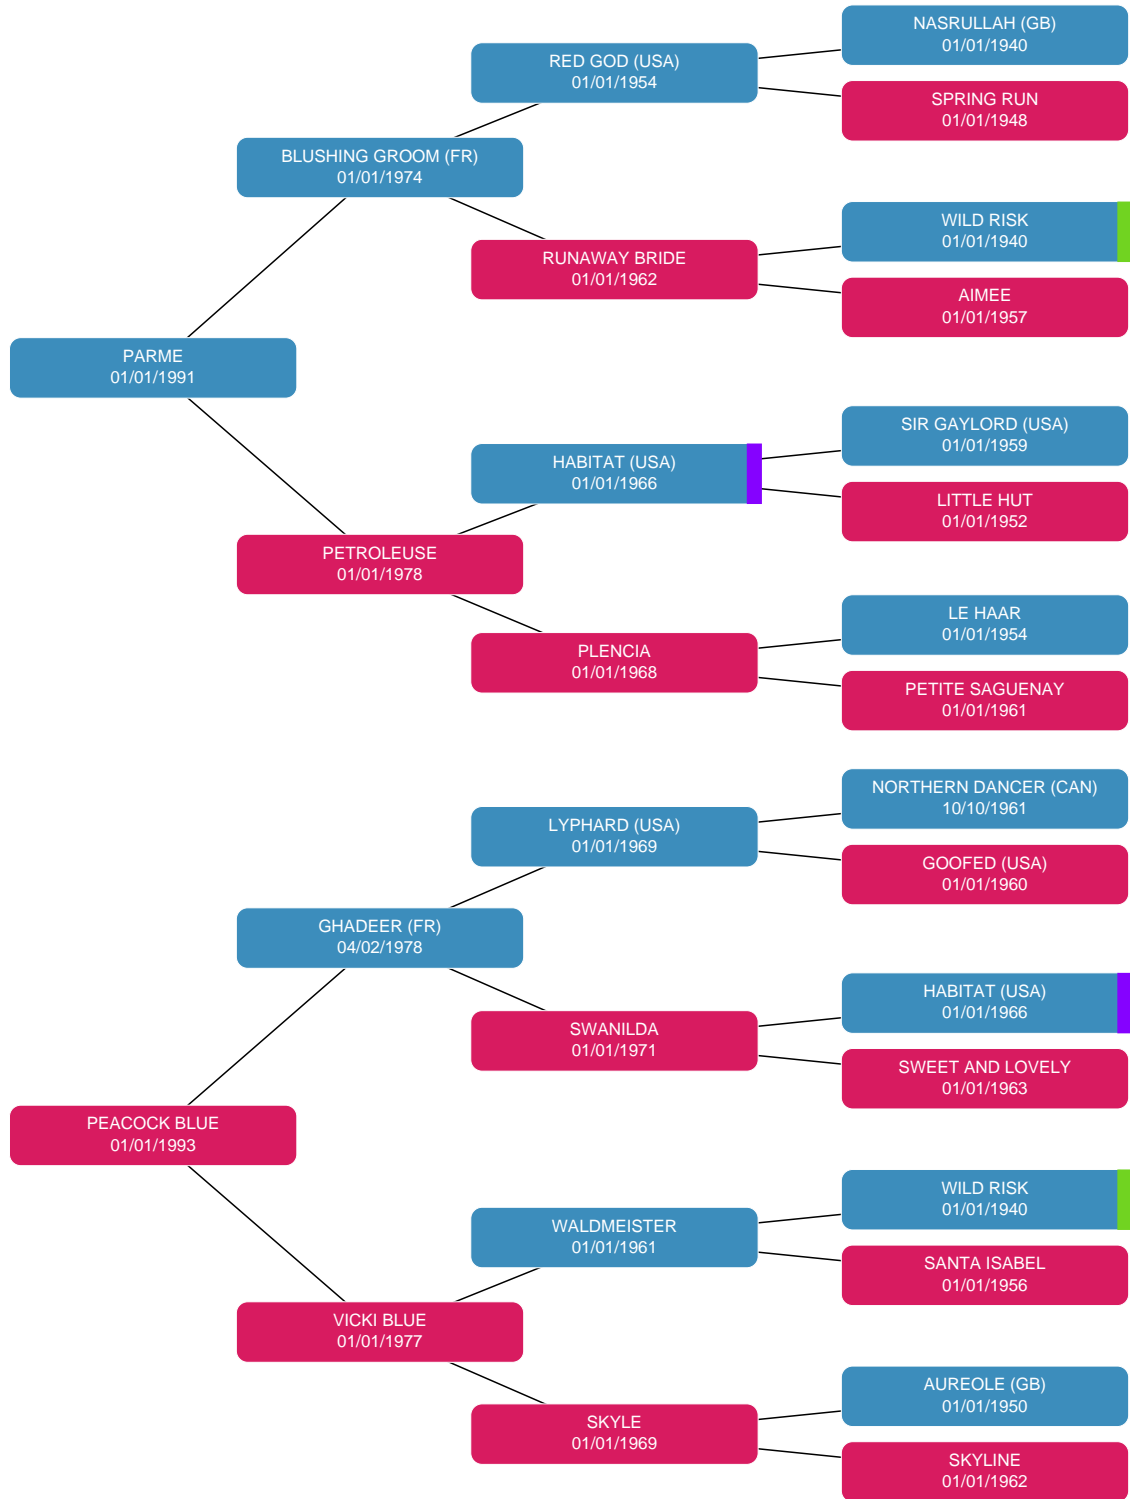 NASRULLAH (GB)
01/01/1940
RED GOD (USA)
01/01/1954
SPRING RUN
01/01/1948
BLUSHING GROOM (FR)
01/01/1974
WILD RISK
01/01/1940
RUNAWAY BRIDE
01/01/1962
AIMEE
01/01/1957
PARME
01/01/1991
SIR GAYLORD (USA)
01/01/1959
HABITAT (USA)
01/01/1966
LITTLE HUT
01/01/1952
PETROLEUSE
01/01/1978
LE HAAR
01/01/1954
PLENCIA
01/01/1968
PETITE SAGUENAY
01/01/1961
NORTHERN DANCER (CAN)
10/10/1961
LYPHARD (USA)
01/01/1969
GOOFED (USA)
01/01/1960
GHADEER (FR)
04/02/1978
HABITAT (USA)
01/01/1966
SWANILDA
01/01/1971
SWEET AND LOVELY
01/01/1963
PEACOCK BLUE
01/01/1993
WILD RISK
01/01/1940
WALDMEISTER
01/01/1961
SANTA ISABEL
01/01/1956
VICKI BLUE
01/01/1977
AUREOLE (GB)
01/01/1950
SKYLE
01/01/1969
SKYLINE
01/01/1962